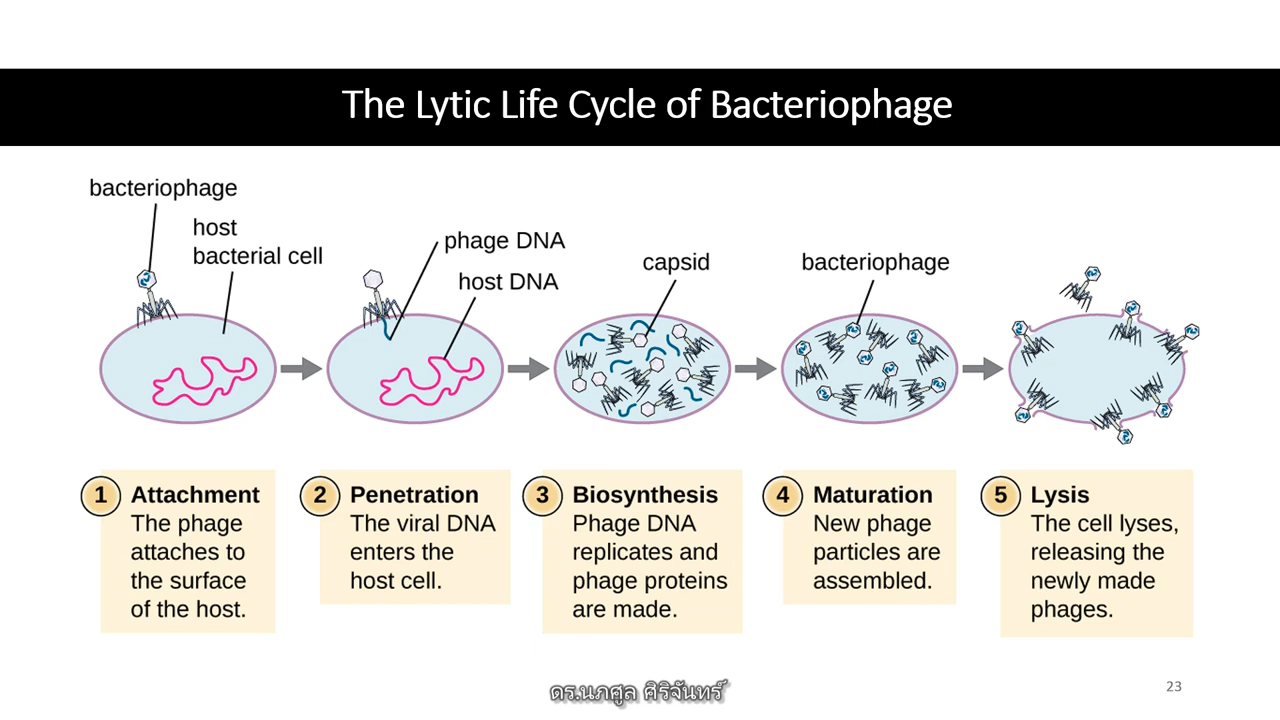 The Lytic Life Cycle of Bacteriophage
bacteriophage
host
bacterial cell
phage DNA
host DNA
capsid
bacteriophage
1 Attachment
The phage
attaches to
the surface
of the host.
2 Penetration
The viral DNA
enters the
host cell.
3 Biosynthesis
Phage DNA
replicates and
phage proteins
are made.
4 Maturation
New phage
particles are
assembled.
5 Lysis
The cell lyses,
releasing the
newly made
phages.
ดร.นภศูล ศิริจันทร์
23